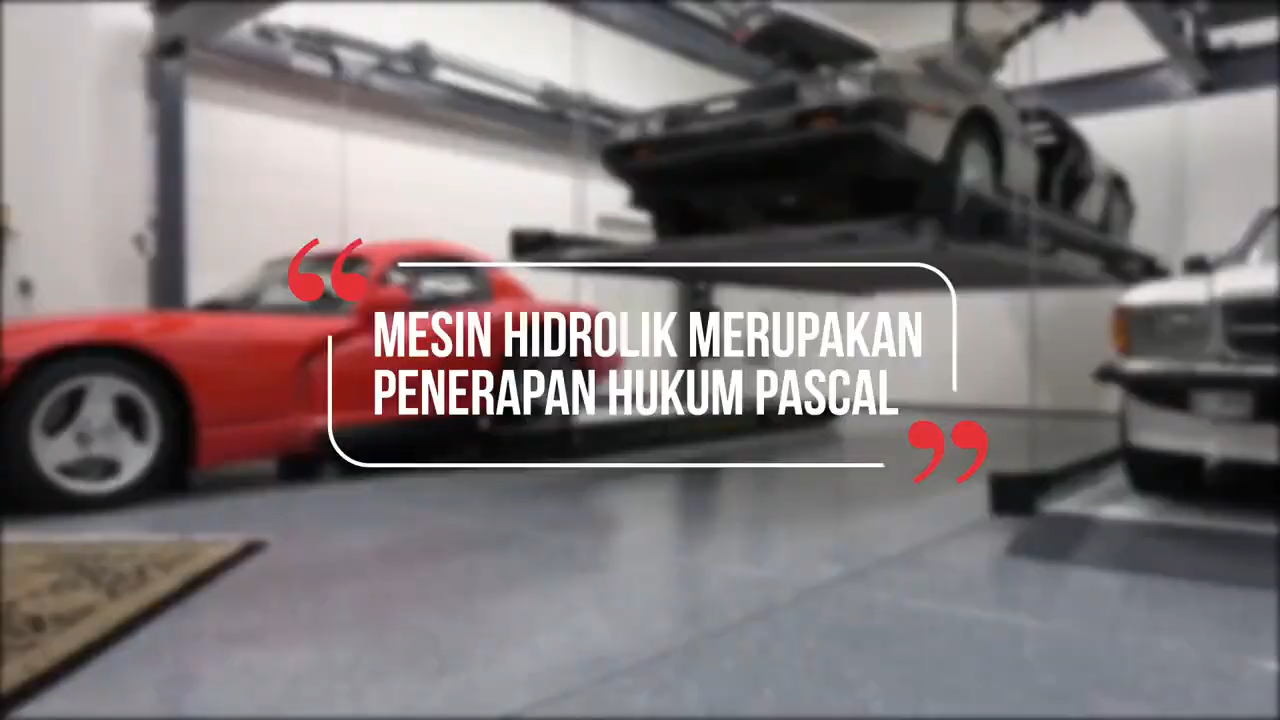 “
MESIN HIDROLIK MERUPAKAN
PENERAPAN HUKUM PASCAL
”